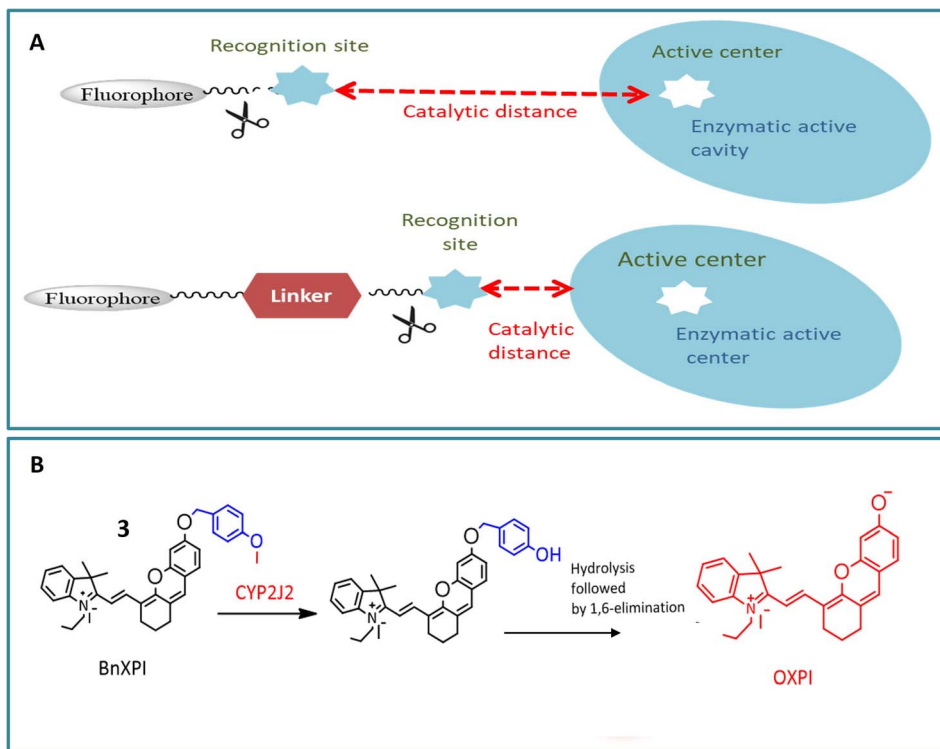 A
Recognition site
Active center
Fluorophore
Catalytic distance
Enzymatic active
cavity
Recognition
site
Active center
Fluorophore
Linker
Catalytic
distance
Enzymatic active
center
B
3
O
O
O
N
+
I
-
BnXPI
CYP2J2
O
OH
O
N
+
I
-
Hydrolysis
followed
by 1,6-elimination
-
O
-
O
N
+
I
-
OXPI